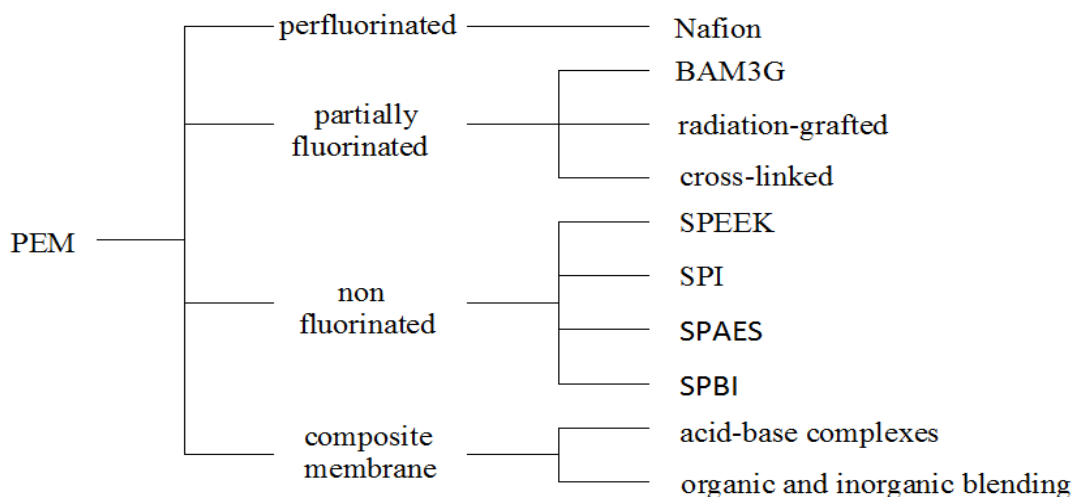 perfluorinated
Nafion
BAM3G
partially
fluorinated
radiation-grafted
cross-linked
PEM
SPEEK
non
fluorinated
SPI
SPAES
SPBI
composite
membrane
acid-base complexes
organic and inorganic blending